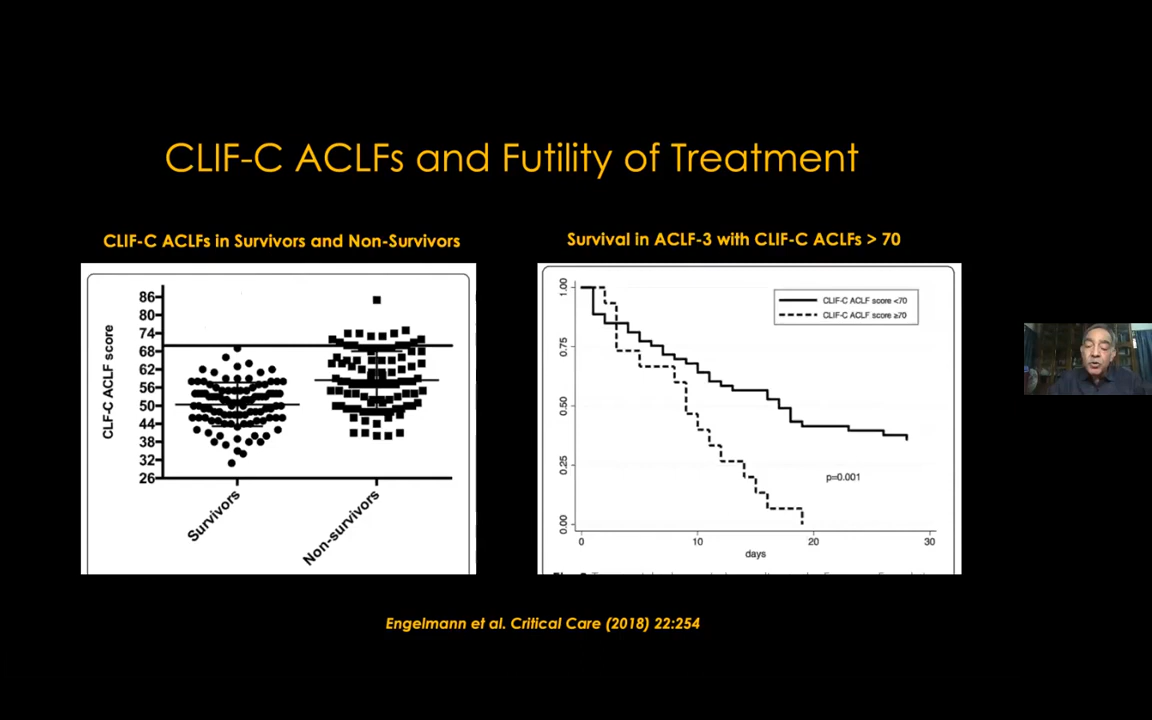 CLIF-C ACLFs and Futility of Treatment
CLIF-C ACLFs in Survivors and Non-Survivors
CLF-C ACLF score
86
80
74
68
62
56
50
44
38
32
26
Survivors
Non-survivors
Survival in ACLF-3 with CLIF-C ACLFs > 70
1.00
0.75
0.50
0.25
0.00
CLIF-C ACLF score <70
CLIF-C ACLF score ≥70
p=0.001
0
10
20
30
days
Engelmann et al. Critical Care (2018) 22:254